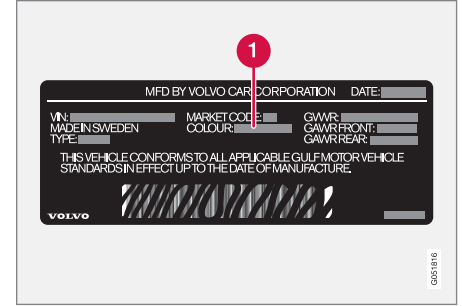 1
MFD BY VOLVO CAR CORPORATION DATE:
VIN: MARKET CODE: GVWR:
MADE IN SWEDEN COLOUR: GAWR FRONT:
TYPE: GAWR REAR:
THIS VEHICLE CONFORMS TO ALL APPLICABLE GULF MOTOR VEHICLE
STANDARDS IN EFFECT UP TO THE DATE OF MANUFACTURE.
VOLVO
G051816